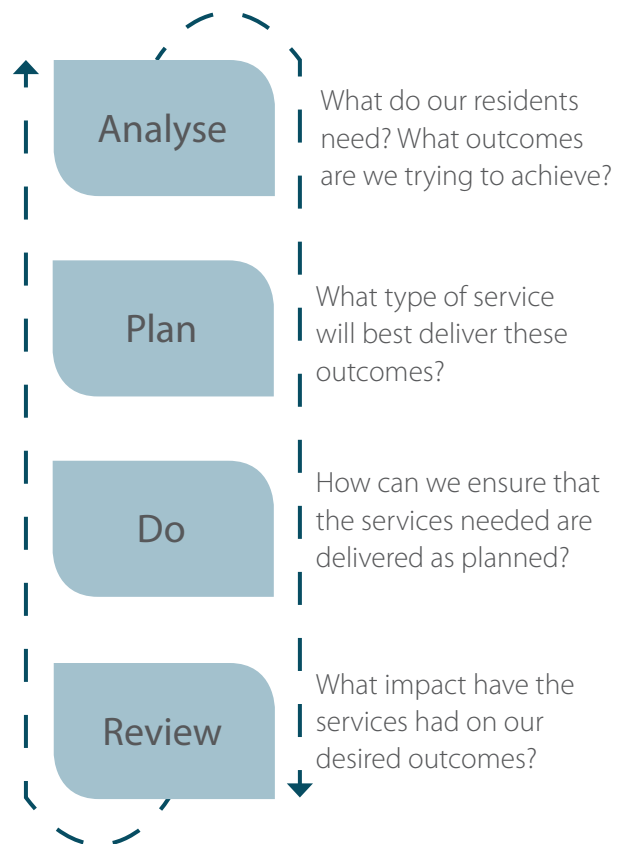 Analyse
What do our residents
need? What outcomes
are we trying to achieve?
Plan
What type of service
will best deliver these
outcomes?
Do
How can we ensure that
the services needed are
delivered as planned?
Review
What impact have the
services had on our
desired outcomes?